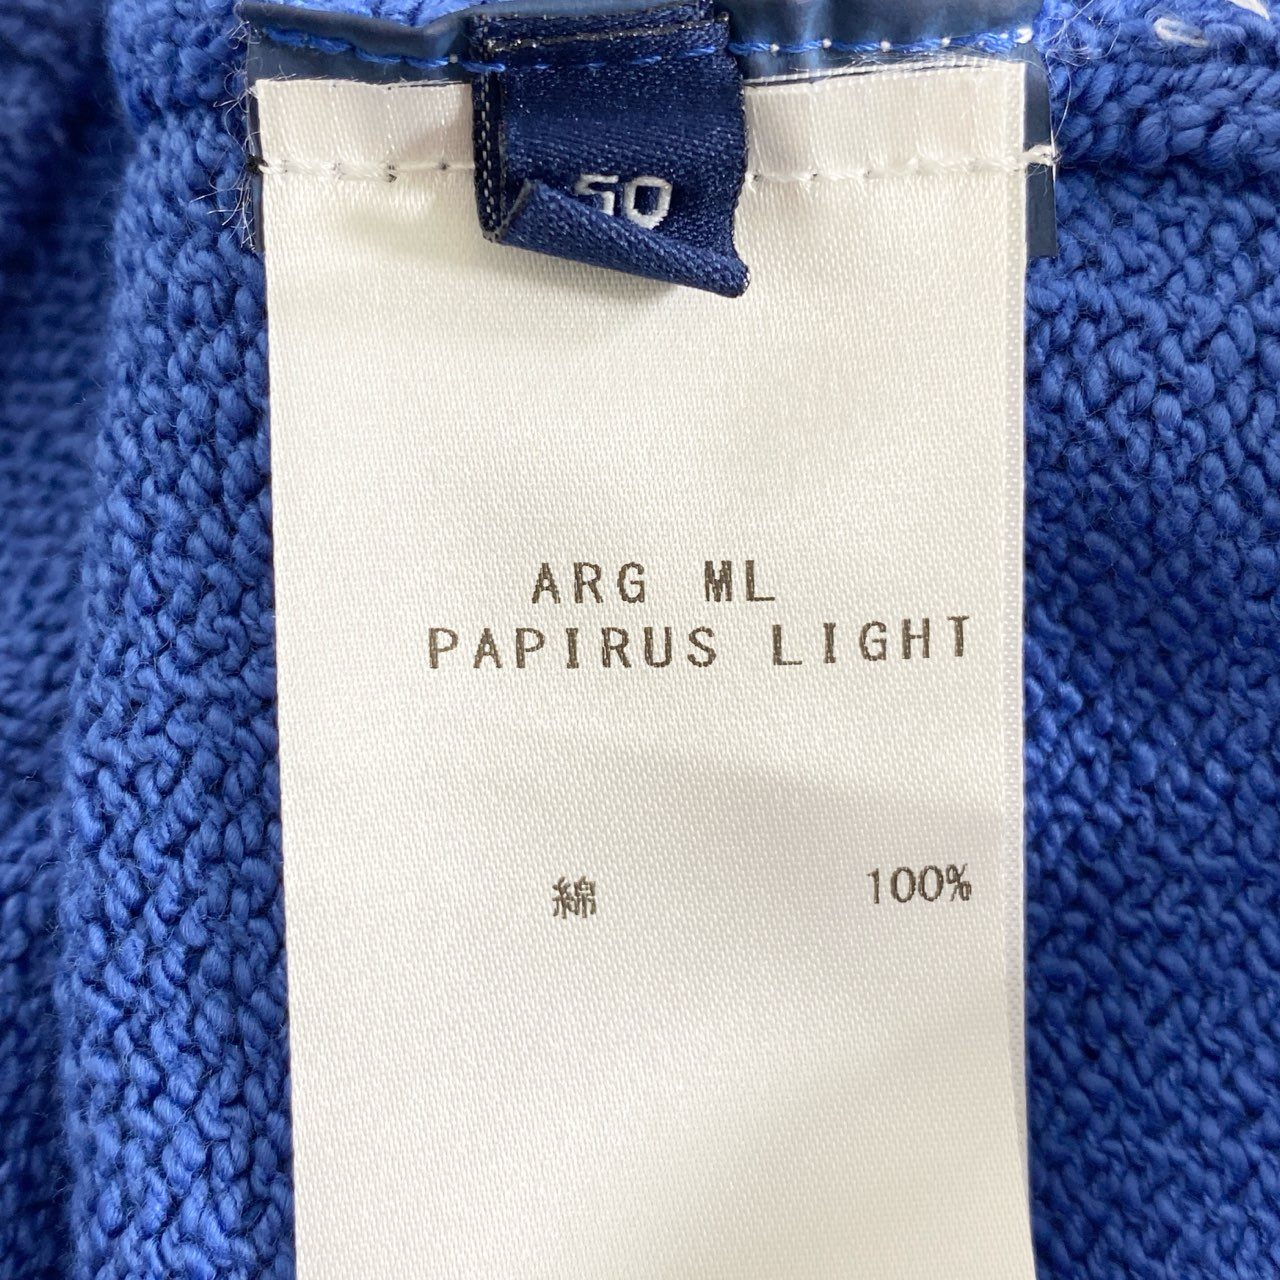 50
ARG ML
PAPIRUS LIGHT
綿 100%